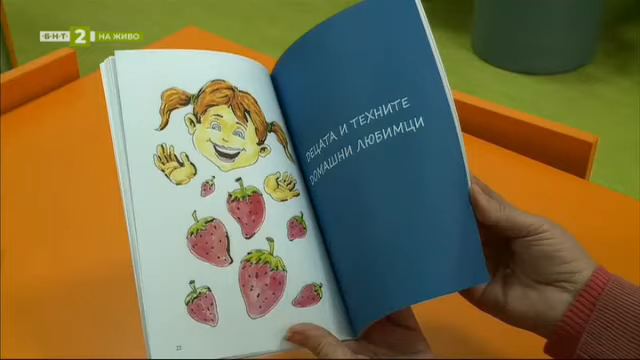 БНТ 2 НА ЖИВО
ДЕЦАТА И ТЕХНИТЕ
ДОМАШНИ ЛЮБИМЦИ